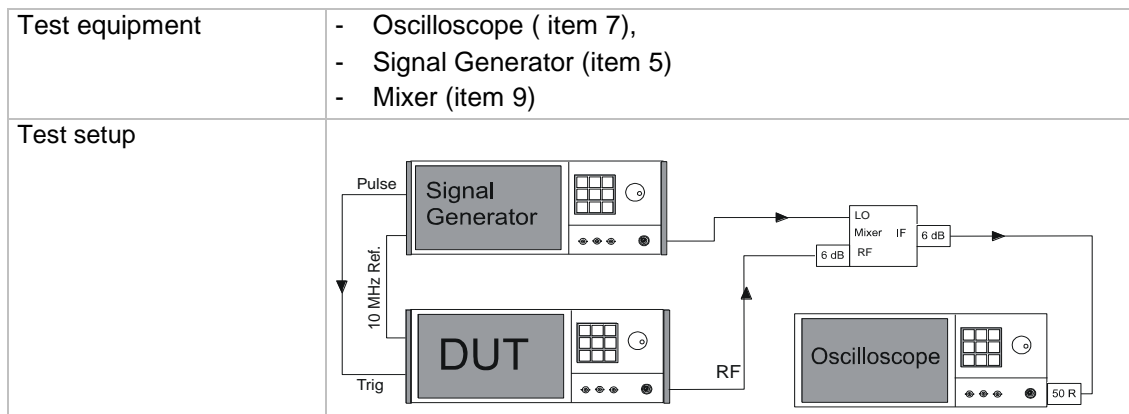 Test equipment
- Oscilloscope ( item 7),
- Signal Generator (item 5)
- Mixer (item 9)
Test setup
Pulse
Signal
Generator
LO
Mixer IF
RF
6 dB
6 dB
10 MHz Ref.
DUT
Trig
RF
Oscilloscope
50 R